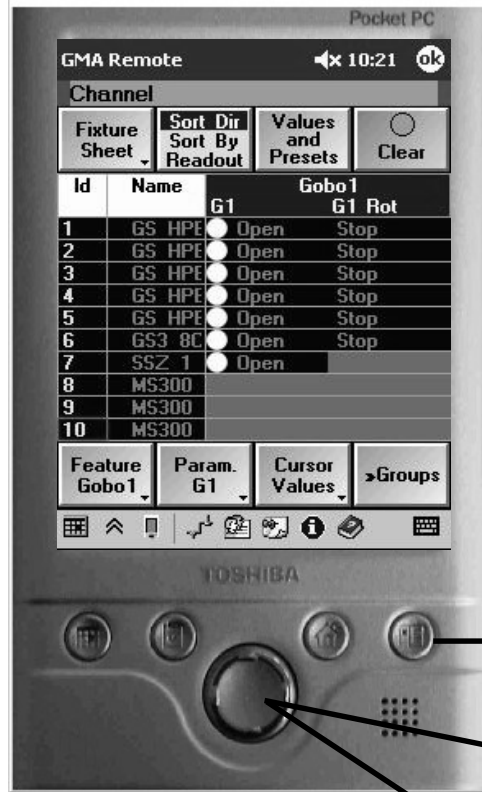 Pocket PC
GMA Remote 10:21 ok
Channel
Fixture Sheet Sort Dir Sort By Readout Values and Presets Clear
Id Name Gobo1
G1 G1 Rot
1 GS HPE Open Stop
2 GS HPE Open Stop
3 GS HPE Open Stop
4 GS HPE Open Stop
5 GS HPE Open Stop
6 GS3 8C Open Stop
7 SSZ 1 Open
8 MS300
9 MS300
10 MS300
Feature Gobo1 Param. G1 Cursor Values »Groups
TOSHIBA